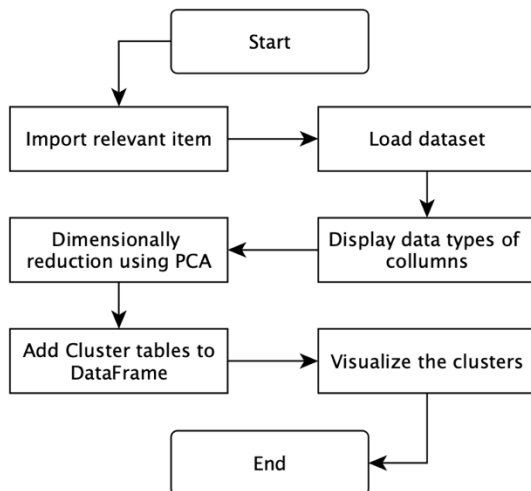 Start
Import relevant item
Load dataset
Display data types of
collumns
Dimensionally
reduction using PCA
Add Cluster tables to
DataFrame
Visualize the clusters
End